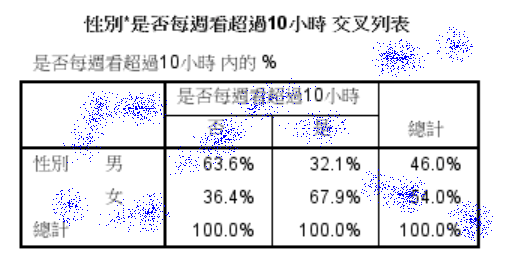 性別*是否每週看超過10小時 交叉列表
是否每週看超過10小時 內的 %
是否每週看超過10小時
否 是 總計
性別 男 63.6% 32.1% 46.0%
女 36.4% 67.9% 54.0%
總計 100.0% 100.0% 100.0%